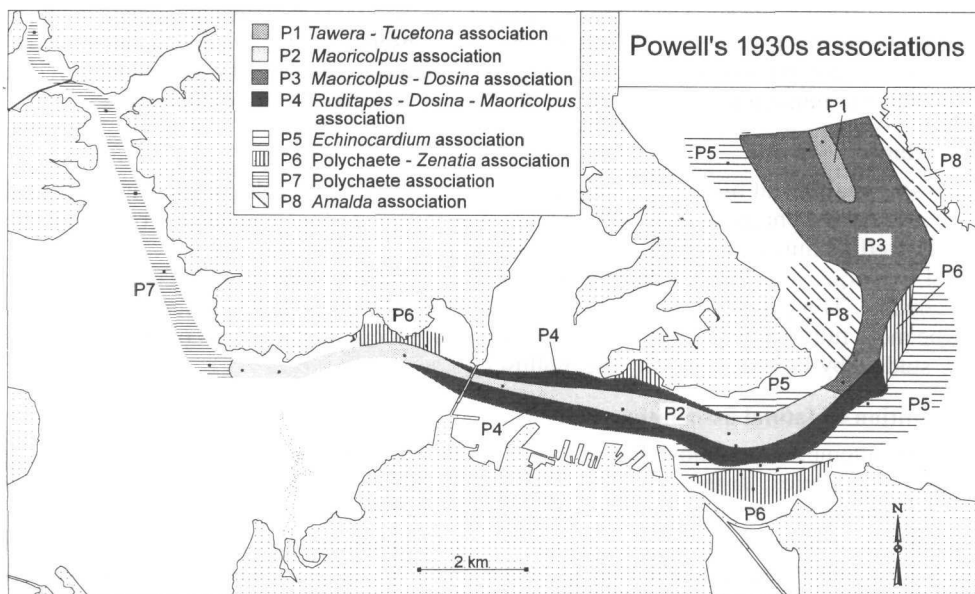 Powell's 1930s associations
P1 Tawera - Tucetona association
P2 Maoricolpus association
P3 Maoricolpus - Dosina association
P4 Ruditapes - Dosina - Maoricolpus
association
P5 Echinocardium association
P6 Polychaete - Zenatia association
P7 Polychaete association
P8 Amalda association
P1
P5
P8
P3
P6
P7
P6
P8
P4
P5
P2
P5
P4
P6
N
2 km